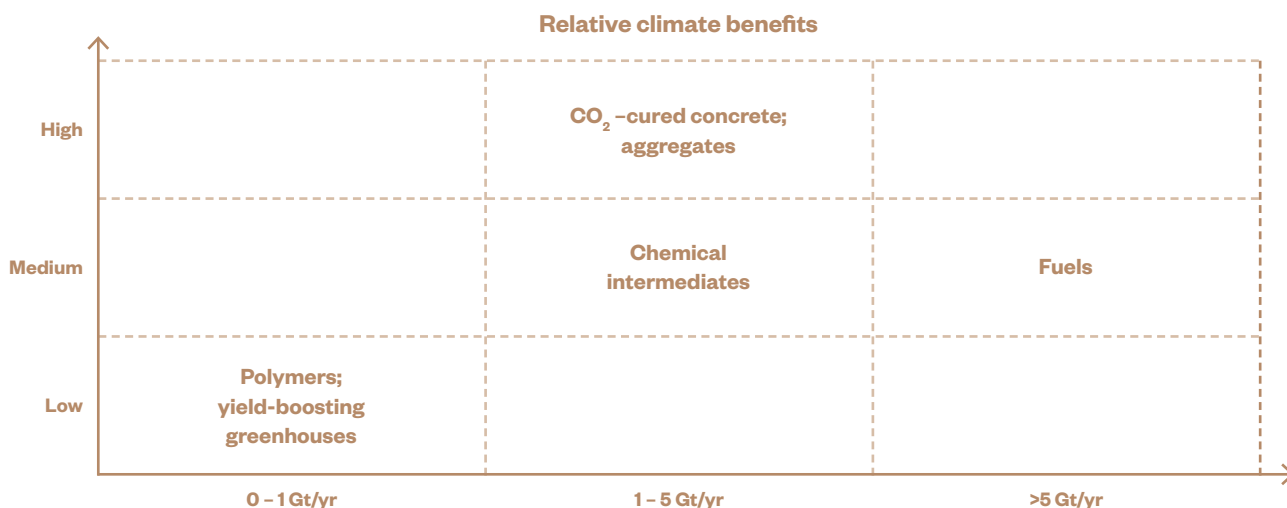 Relative climate benefits
High
CO₂ –cured concrete;
aggregates
Medium
Chemical
intermediates
Fuels
Low
Polymers;
yield-boosting
greenhouses
0 – 1 Gt/yr
1 – 5 Gt/yr
>5 Gt/yr